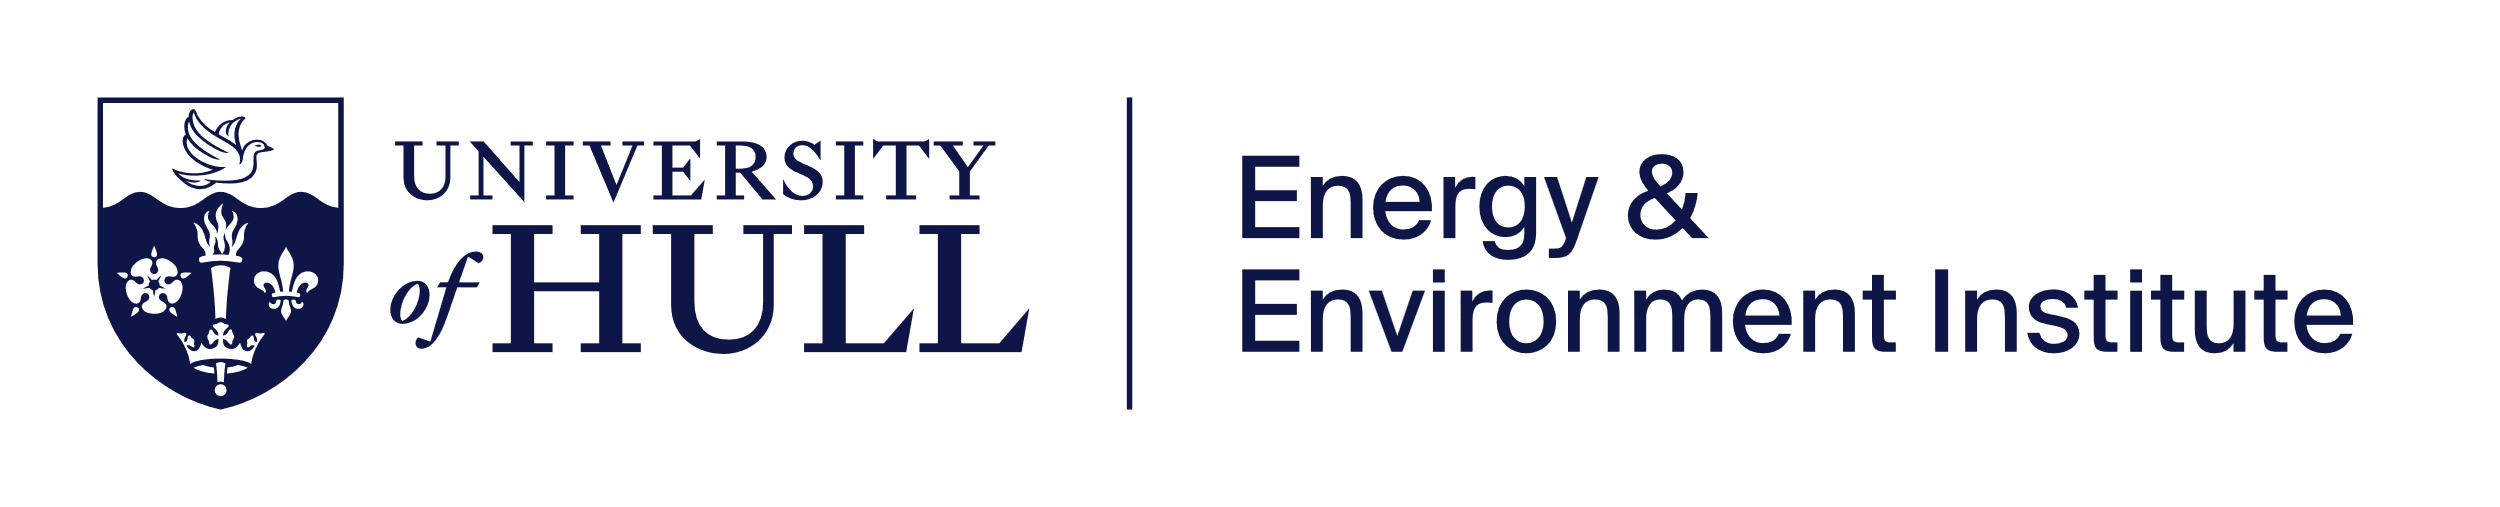 UNIVERSITY
of HULL
Energy &
Environment Institute